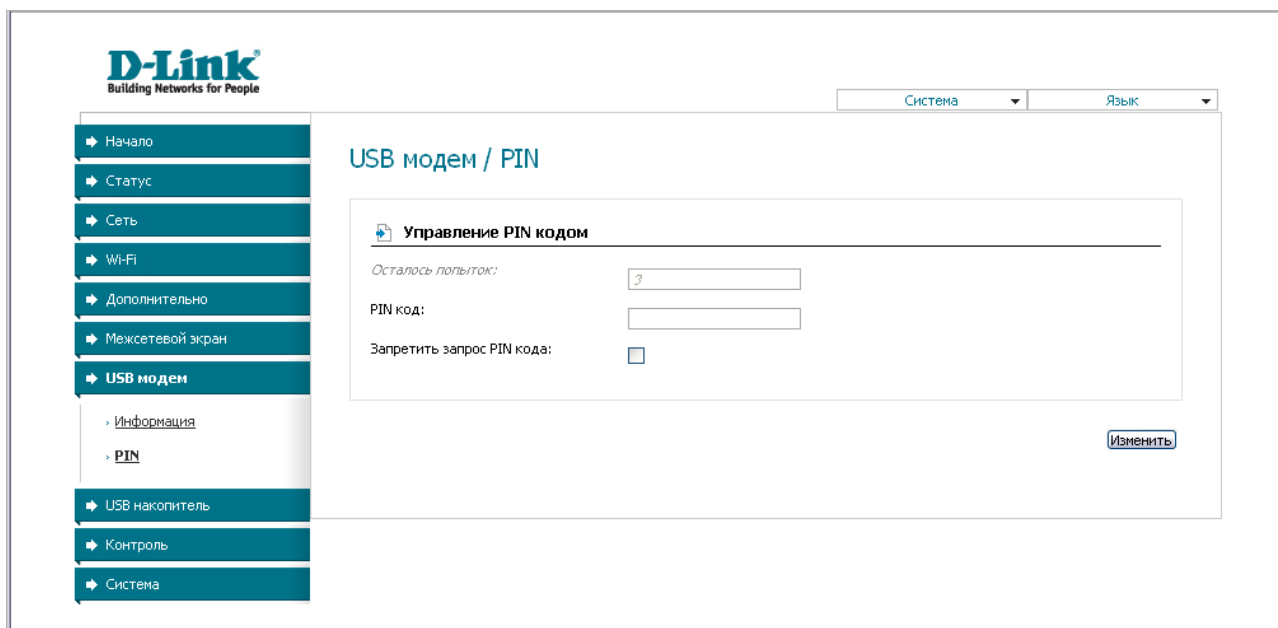 D-Link
Building Networks for People
Система
Язык
Начало
Статус
Сеть
Wi-Fi
Дополнительно
Межсетевой экран
USB модем
Информация
PIN
USB накопитель
Контроль
Система
USB модем / PIN
Управление PIN кодом
Осталось попыток: 3
PIN код:
Запретить запрос PIN кода:
Изменить